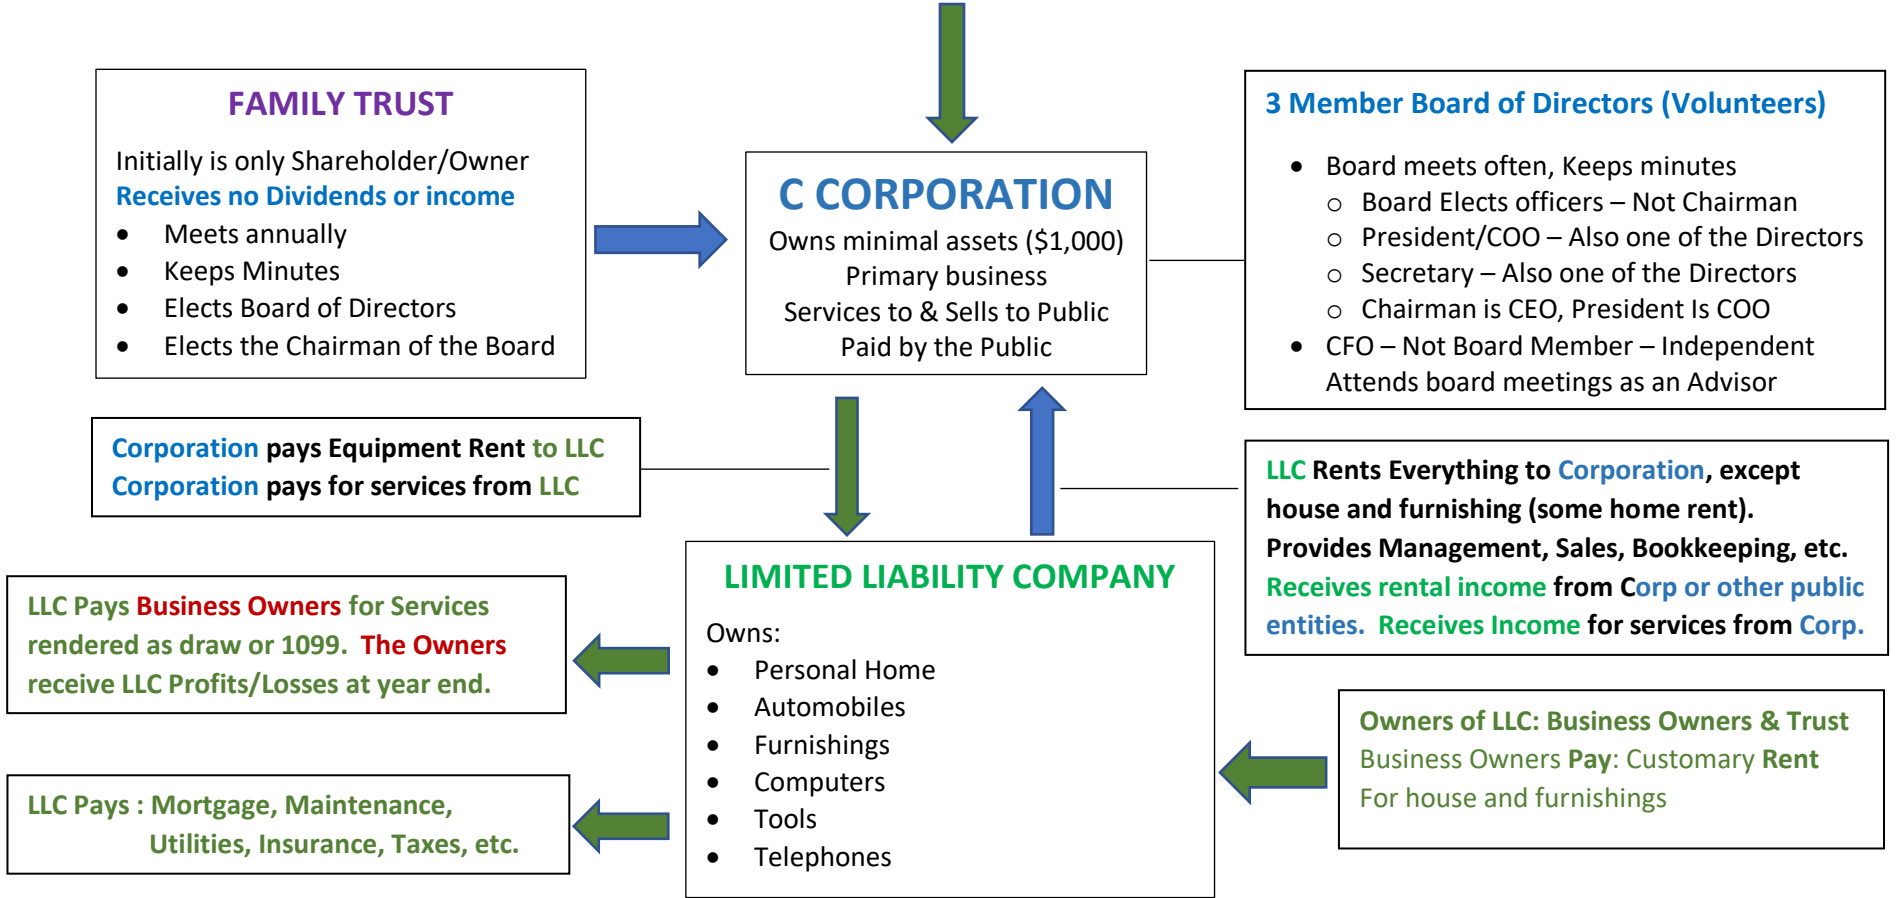 FAMILY TRUST
Initially is only Shareholder/Owner
Receives no Dividends or income
• Meets annually
• Keeps Minutes
• Elects Board of Directors
• Elects the Chairman of the Board
C CORPORATION
Owns minimal assets ($1,000)
Primary business
Services to & Sells to Public
Paid by the Public
3 Member Board of Directors (Volunteers)
• Board meets often, Keeps minutes
o Board Elects officers – Not Chairman
o President/COO – Also one of the Directors
o Secretary – Also one of the Directors
o Chairman is CEO, President Is COO
• CFO – Not Board Member – Independent
Attends board meetings as an Advisor
Corporation pays Equipment Rent to LLC
Corporation pays for services from LLC
LLC Rents Everything to Corporation, except
house and furnishing (some home rent).
Provides Management, Sales, Bookkeeping, etc.
Receives rental income from Corp or other public
entities. Receives Income for services from Corp.
LLC Pays Business Owners for Services
rendered as draw or 1099. The Owners
receive LLC Profits/Losses at year end.
LLC Pays : Mortgage, Maintenance,
Utilities, Insurance, Taxes, etc.
LIMITED LIABILITY COMPANY
Owns:
• Personal Home
• Automobiles
• Furnishings
• Computers
• Tools
• Telephones
Owners of LLC: Business Owners & Trust
Business Owners Pay: Customary Rent
For house and furnishings